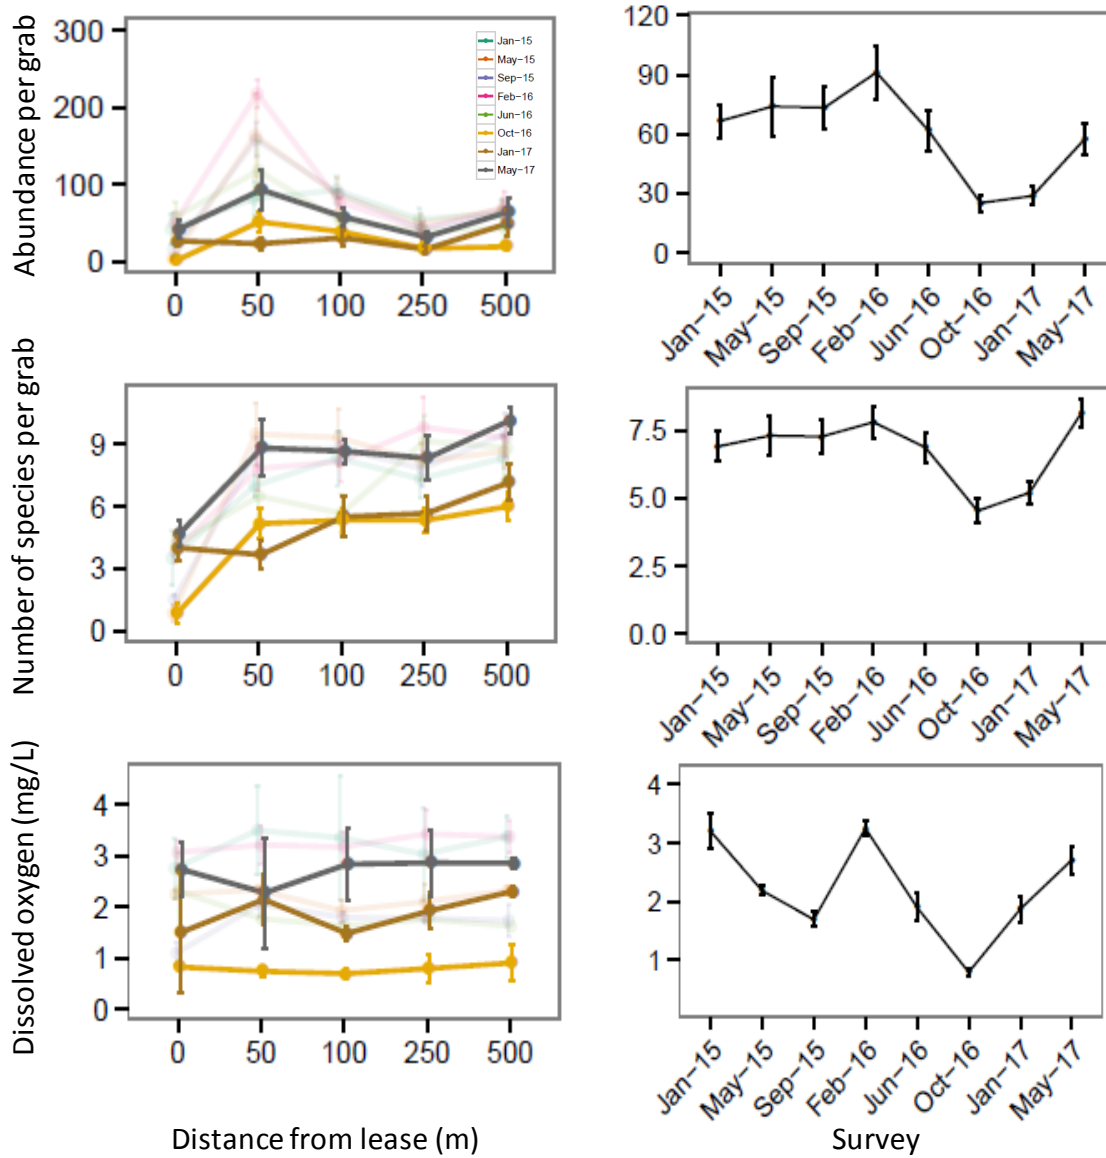 Abundance per grab
300
200
100
0
0 50 100 250 500
Jan-15
May-15
Sep-15
Feb-16
Jun-16
Oct-16
Jan-17
May-17
120
90
60
30
0
Jan-15 May-15 Sep-15 Feb-16 Jun-16 Oct-16 Jan-17 May-17
Number of species per grab
9
6
3
0
0 50 100 250 500
7.5
5.0
2.5
0.0
Jan-15 May-15 Sep-15 Feb-16 Jun-16 Oct-16 Jan-17 May-17
Dissolved oxygen (mg/L)
4
3
2
1
0
0 50 100 250 500
4
3
2
1
Jan-15 May-15 Sep-15 Feb-16 Jun-16 Oct-16 Jan-17 May-17
Distance from lease (m)
Survey